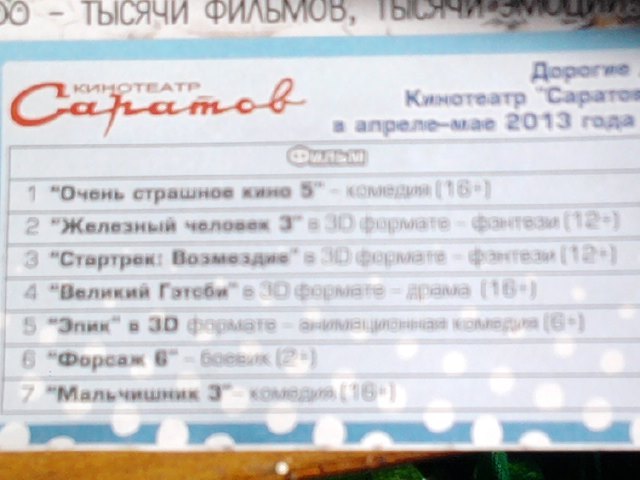 - ТЫСЯЧИ ФИЛЬМОВ, ТЫСЯЧИ ЭМОЦИЙ
КИНОТЕАТР
Саратов
Дорогие
Кинотеатр "Саратов
в апреле-мае 2013 года
Фильм
1 "Очень страшное кино 5" - комедия (16+)
2 "Железный человек 3" в 3D формате - фэнтези (12+)
3 "Стартрек: Возмездие" в 3D формате - фэнтези (12+)
4 "Великий Гэтсби" в 3D формате - драма (16+)
5 "Эпик" в 3D формате - анимационная комедия (6+)
6 "Форсаж 6" - боевик (2+)
7 "Мальчишник 3" - комедия (16+)